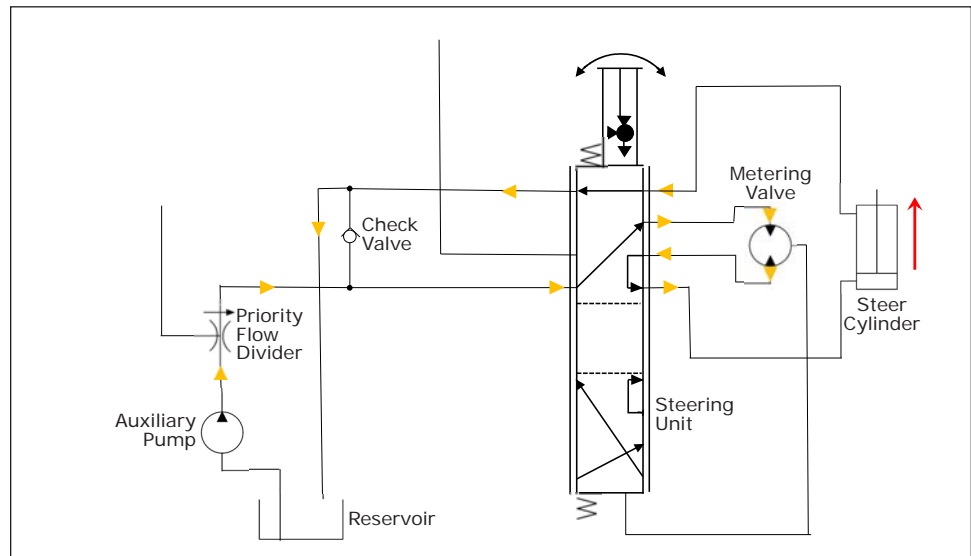 Metering
Valve
Check
Valve
Priority
Flow
Divider
Steer
Cylinder
Auxiliary
Pump
Steering
Unit
Reservoir